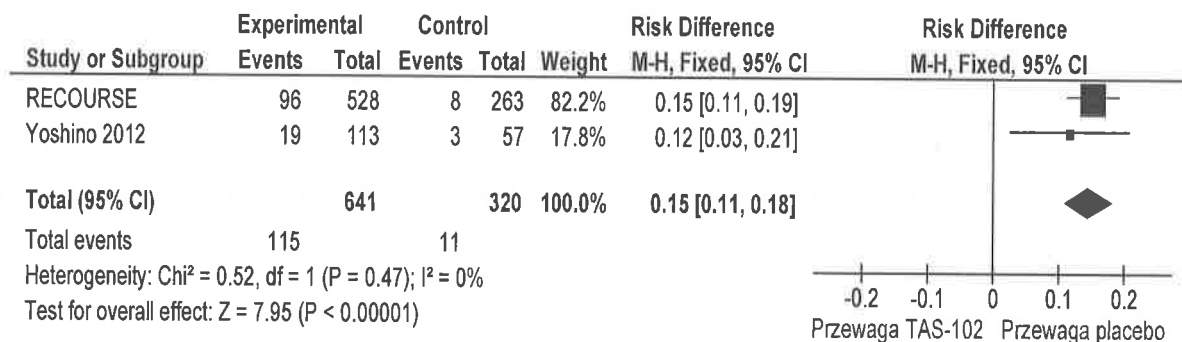 Experimental Control Risk Difference Risk Difference
Study or Subgroup Events Total Events Total Weight M-H, Fixed, 95% CI M-H, Fixed, 95% CI
RECOURSE 96 528 8 263 82.2% 0.15 [0.11, 0.19]
Yoshino 2012 19 113 3 57 17.8% 0.12 [0.03, 0.21]
Total (95% CI) 641 320 100.0% 0.15 [0.11, 0.18]
Total events 115 11
Heterogeneity: Chi² = 0.52, df = 1 (P = 0.47); I² = 0%
Test for overall effect: Z = 7.95 (P < 0.00001)
-0.2 -0.1 0 0.1 0.2
Przewaga TAS-102 Przewaga placebo